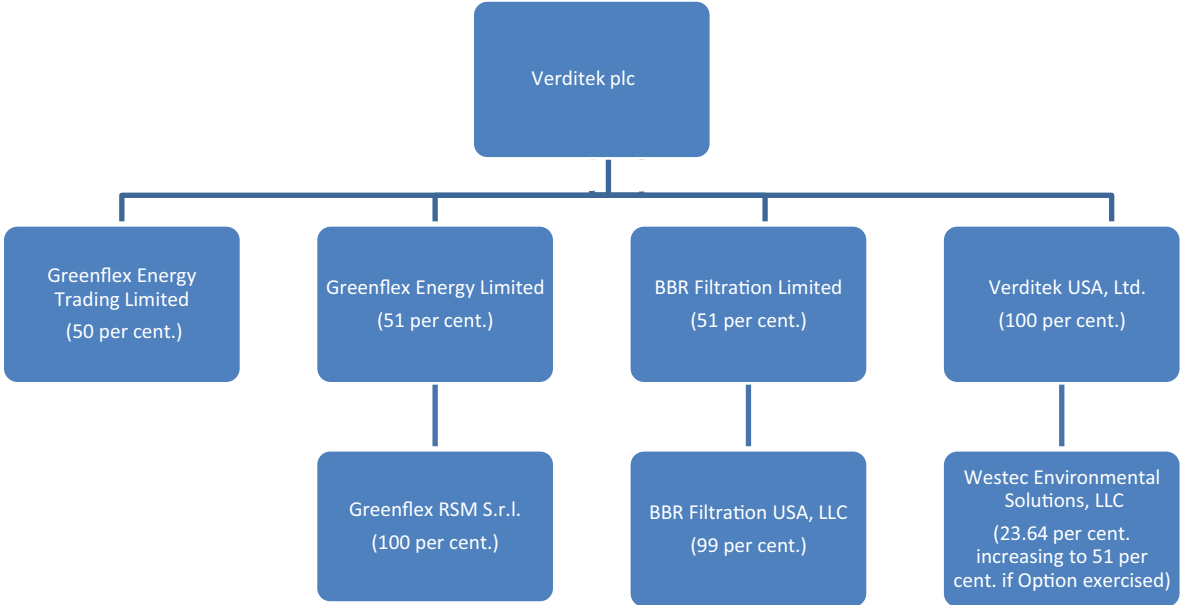 Verditek plc
Greenflex Energy
Trading Limited
(50 per cent.)
Greenflex Energy Limited
(51 per cent.)
BBR Filtration Limited
(51 per cent.)
Verditek USA, Ltd.
(100 per cent.)
Greenflex RSM S.r.l.
(100 per cent.)
BBR Filtration USA, LLC
(99 per cent.)
Westec Environmental
Solutions, LLC
(23.64 per cent.
increasing to 51 per
cent. if Option exercised)